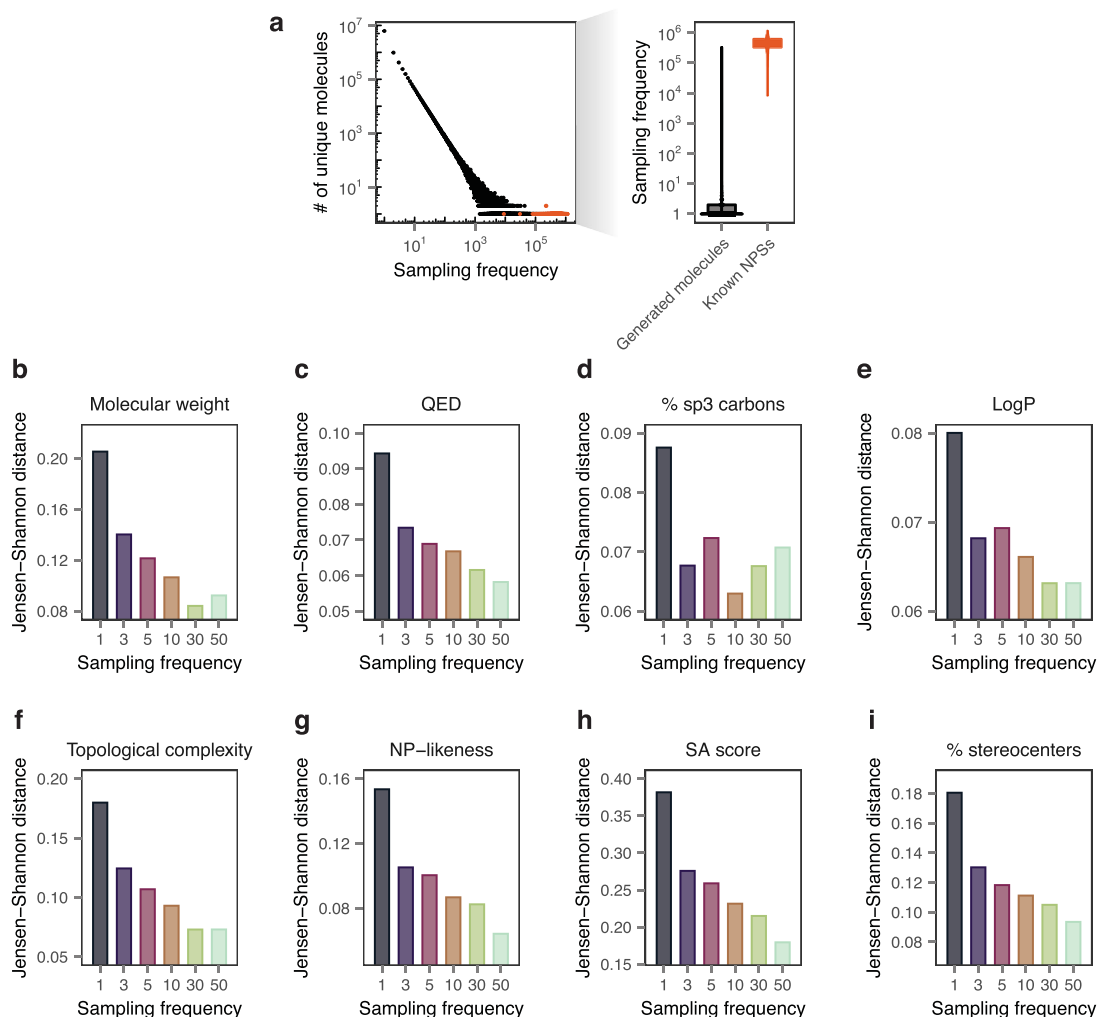 a
# of unique molecules
10^7
10^5
10^3
10^1
10^1
10^3
10^5
Sampling frequency
Sampling frequency
10^6
10^5
10^4
10^3
10^2
10^1
1
Generated molecules
Known NPSs
b
Molecular weight
Jensen–Shannon distance
0.20
0.16
0.12
0.08
1 3 5 10 30 50
Sampling frequency
c
QED
Jensen–Shannon distance
0.10
0.09
0.08
0.07
0.06
0.05
1 3 5 10 30 50
Sampling frequency
d
% sp3 carbons
Jensen–Shannon distance
0.09
0.08
0.07
0.06
1 3 5 10 30 50
Sampling frequency
e
LogP
Jensen–Shannon distance
0.08
0.07
0.06
1 3 5 10 30 50
Sampling frequency
f
Topological complexity
Jensen–Shannon distance
0.20
0.15
0.10
0.05
1 3 5 10 30 50
Sampling frequency
g
NP–likeness
Jensen–Shannon distance
0.16
0.12
0.08
1 3 5 10 30 50
Sampling frequency
h
SA score
Jensen–Shannon distance
0.40
0.35
0.30
0.25
0.20
0.15
1 3 5 10 30 50
Sampling frequency
i
% stereocenters
Jensen–Shannon distance
0.18
0.16
0.14
0.12
0.10
0.08
1 3 5 10 30 50
Sampling frequency